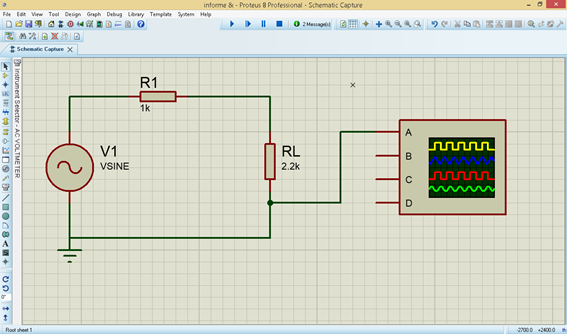 informe & - Proteus 8 Professional - Schematic Capture
File Edit View Tool Design Graph Debug Library Template System Help
2 Message(s)
Schematic Capture
Instrument Selector - AC VOLTMETER
R1
1k
V1
VSINE
RL
2.2k
A
B
C
D
0°
Root sheet 1
-2700.0 +2400.0